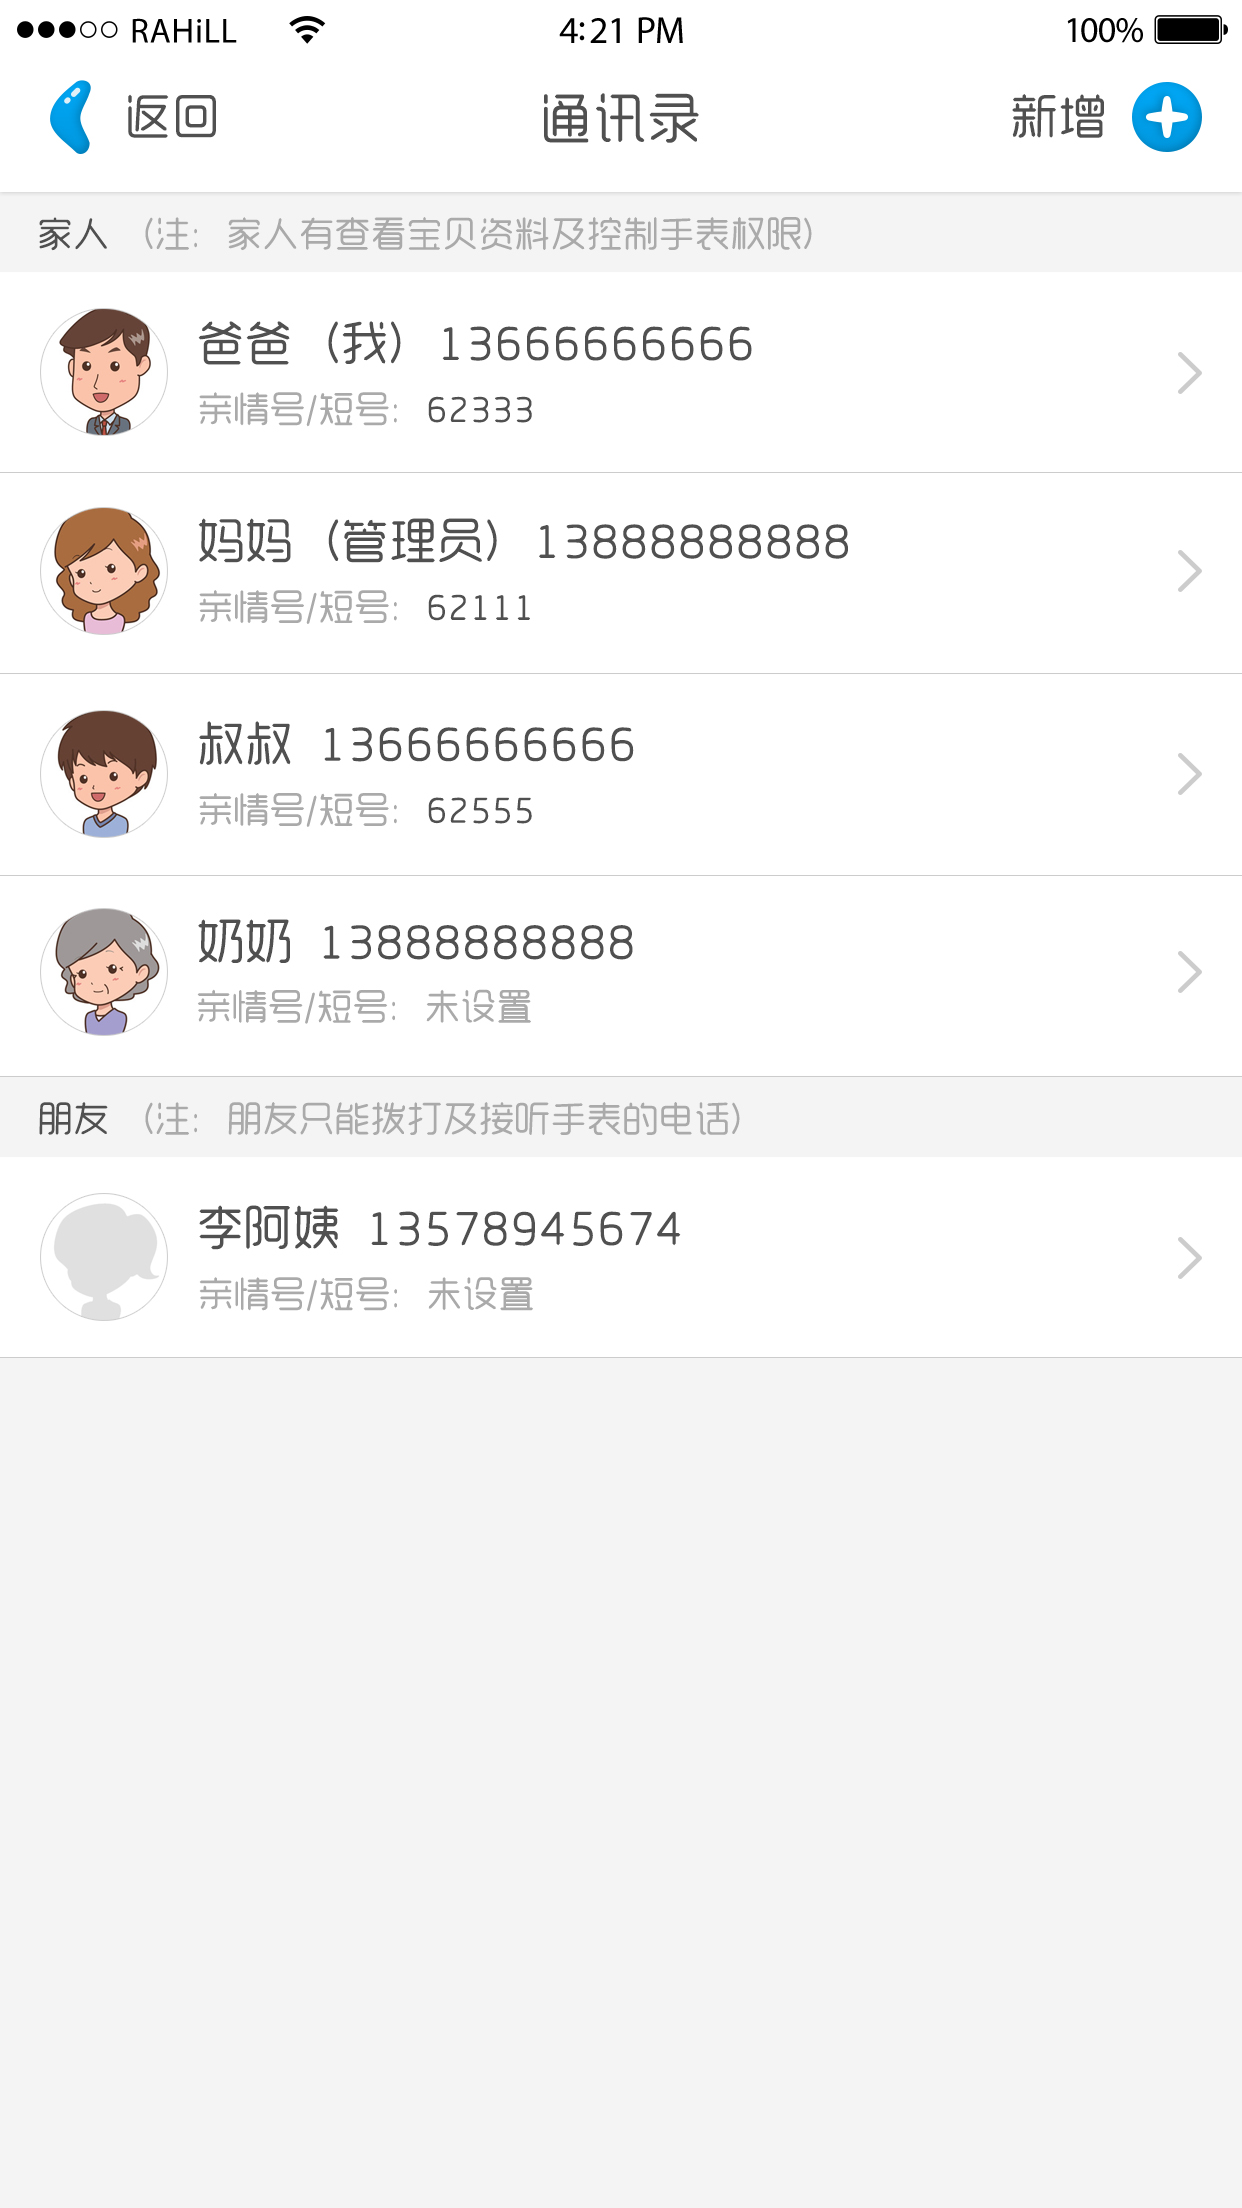 RAHiLL 4:21 PM 100%
返回 通讯录 新增
家人 (注: 家人有查看宝贝资料及控制手表权限)
爸爸 (我) 13666666666
亲情号/短号: 62333
妈妈 (管理员) 13888888888
亲情号/短号: 62111
叔叔 13666666666
亲情号/短号: 62555
奶奶 13888888888
亲情号/短号: 未设置
朋友 (注: 朋友只能拨打及接听手表的电话)
李阿姨 13578945674
亲情号/短号: 未设置